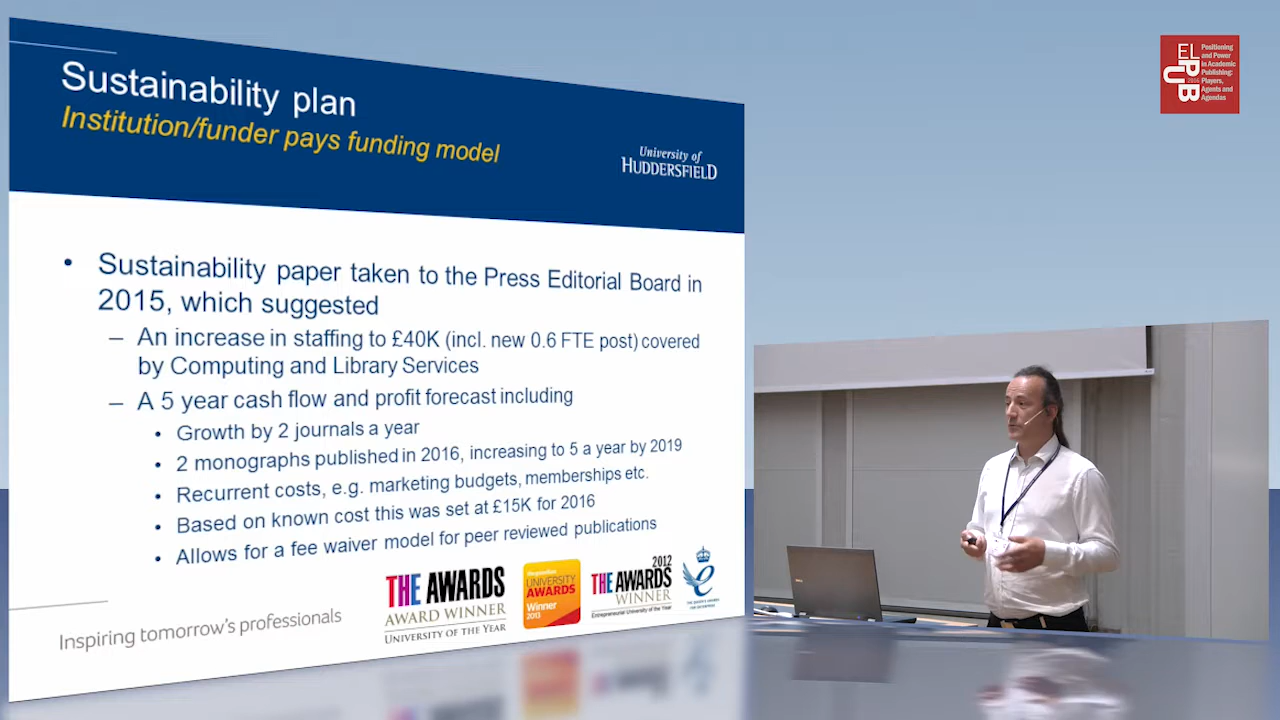 Sustainability plan
Institution/funder pays funding model
University of
HUDDERSFIELD
• Sustainability paper taken to the Press Editorial Board in
2015, which suggested
– An increase in staffing to £40K (incl. new 0.6 FTE post) covered
by Computing and Library Services
– A 5 year cash flow and profit forecast including
• Growth by 2 journals a year
• 2 monographs published in 2016, increasing to 5 a year by 2019
• Recurrent costs, e.g. marketing budgets, memberships etc.
• Based on known cost this was set at £15K for 2016
• Allows for a fee waiver model for peer reviewed publications
Inspiring tomorrow's professionals
THE AWARDS
AWARD WINNER
UNIVERSITY OF THE YEAR
UNIVERSITY
AWARDS
Winner
2013
2012
THE AWARDS
WINNER
Entrepreneurial University of the Year
EL
PUB
2016
Positioning
and Power
in Academic
Publishing:
Players,
Agents and
Agendas